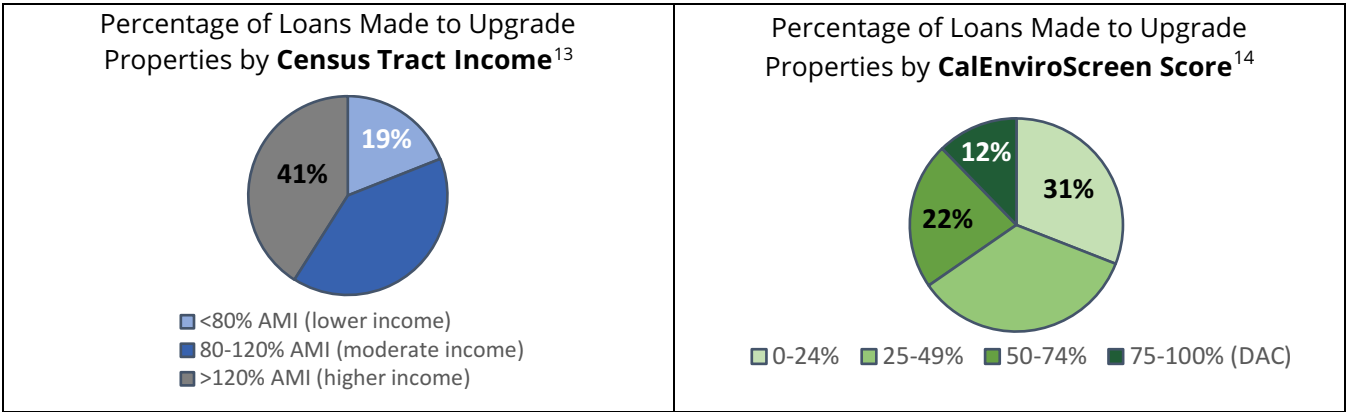 Percentage of Loans Made to Upgrade
Properties by Census Tract Income13
19%
41%
<80% AMI (lower income)
80-120% AMI (moderate income)
>120% AMI (higher income)
Percentage of Loans Made to Upgrade
Properties by CalEnviroScreen Score14
12%
31%
22%
0-24% 25-49% 50-74% 75-100% (DAC)